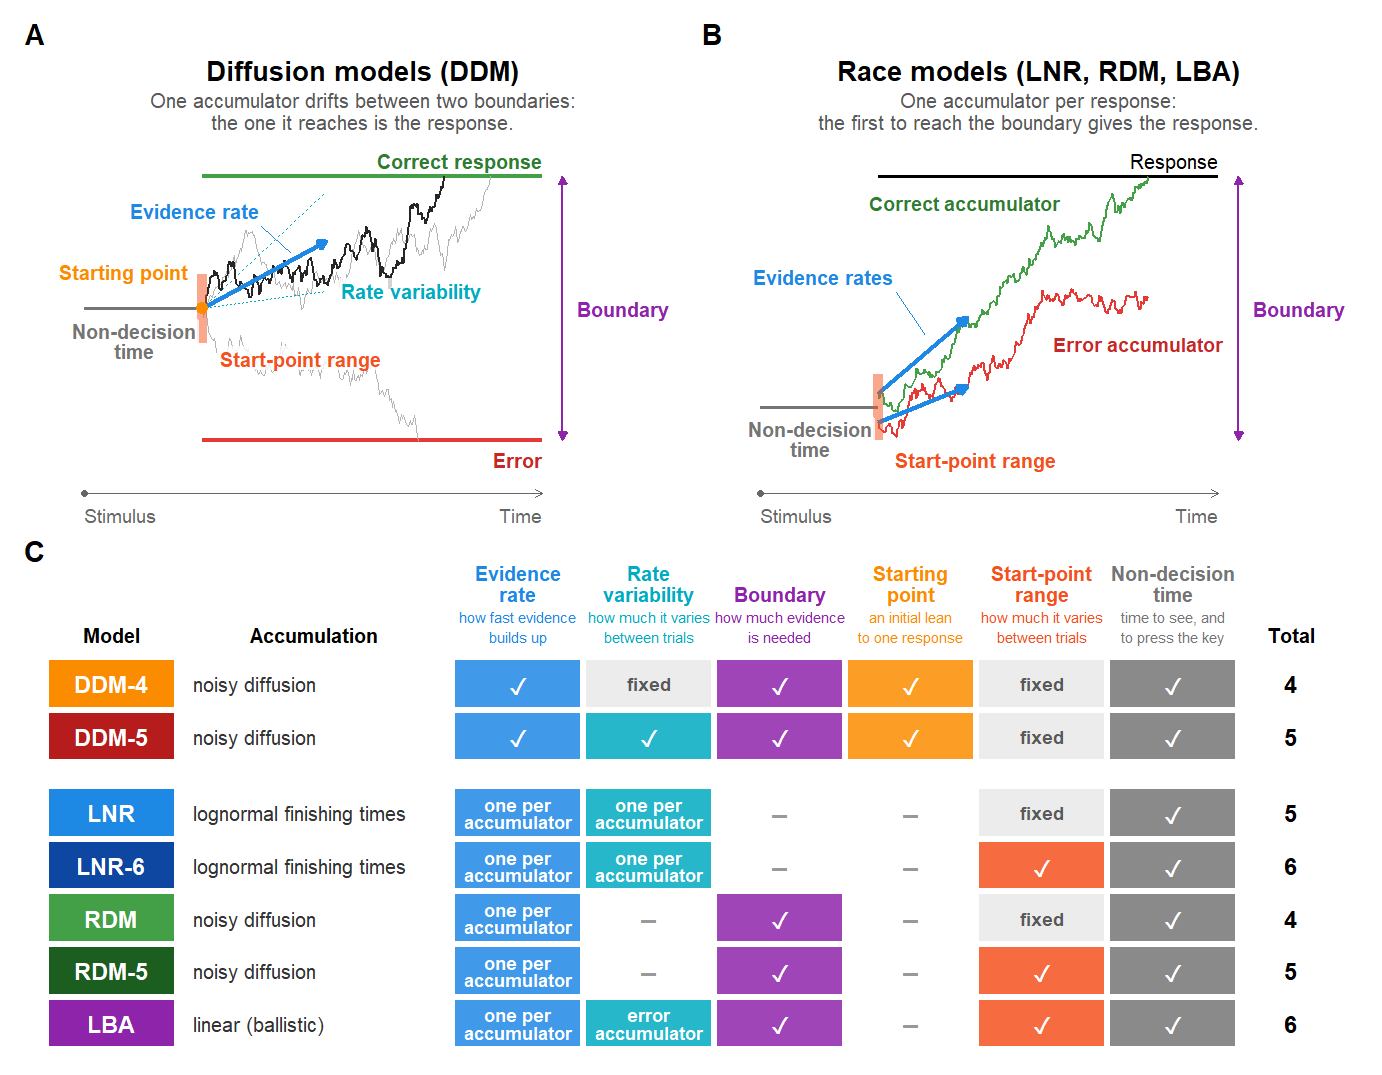 A
Diffusion models (DDM)
One accumulator drifts between two boundaries:
the one it reaches is the response.
Correct response
Evidence rate
Starting point
Rate variability
Boundary
Non-decision
time
Start-point range
Error
Stimulus
Time
B
Race models (LNR, RDM, LBA)
One accumulator per response:
the first to reach the boundary gives the response.
Response
Correct accumulator
Evidence rates
Boundary
Error accumulator
Non-decision
time
Start-point range
Stimulus
Time
C
Model
Accumulation
Evidence
rate
how fast evidence
builds up
Rate
variability
how much it varies
between trials
Boundary
how much evidence
is needed
Starting
point
an initial lean
to one response
Start-point
range
how much it varies
between trials
Non-decision
time
time to see, and
to press the key
Total
DDM-4 noisy diffusion ✓ fixed ✓ ✓ fixed ✓ 4
DDM-5 noisy diffusion ✓ ✓ ✓ ✓ fixed ✓ 5
LNR lognormal finishing times one per accumulator one per accumulator – – fixed ✓ 5
LNR-6 lognormal finishing times one per accumulator one per accumulator – – ✓ ✓ 6
RDM noisy diffusion one per accumulator – ✓ – fixed ✓ 4
RDM-5 noisy diffusion one per accumulator – ✓ – ✓ ✓ 5
LBA linear (ballistic) one per accumulator error accumulator ✓ – ✓ ✓ 6